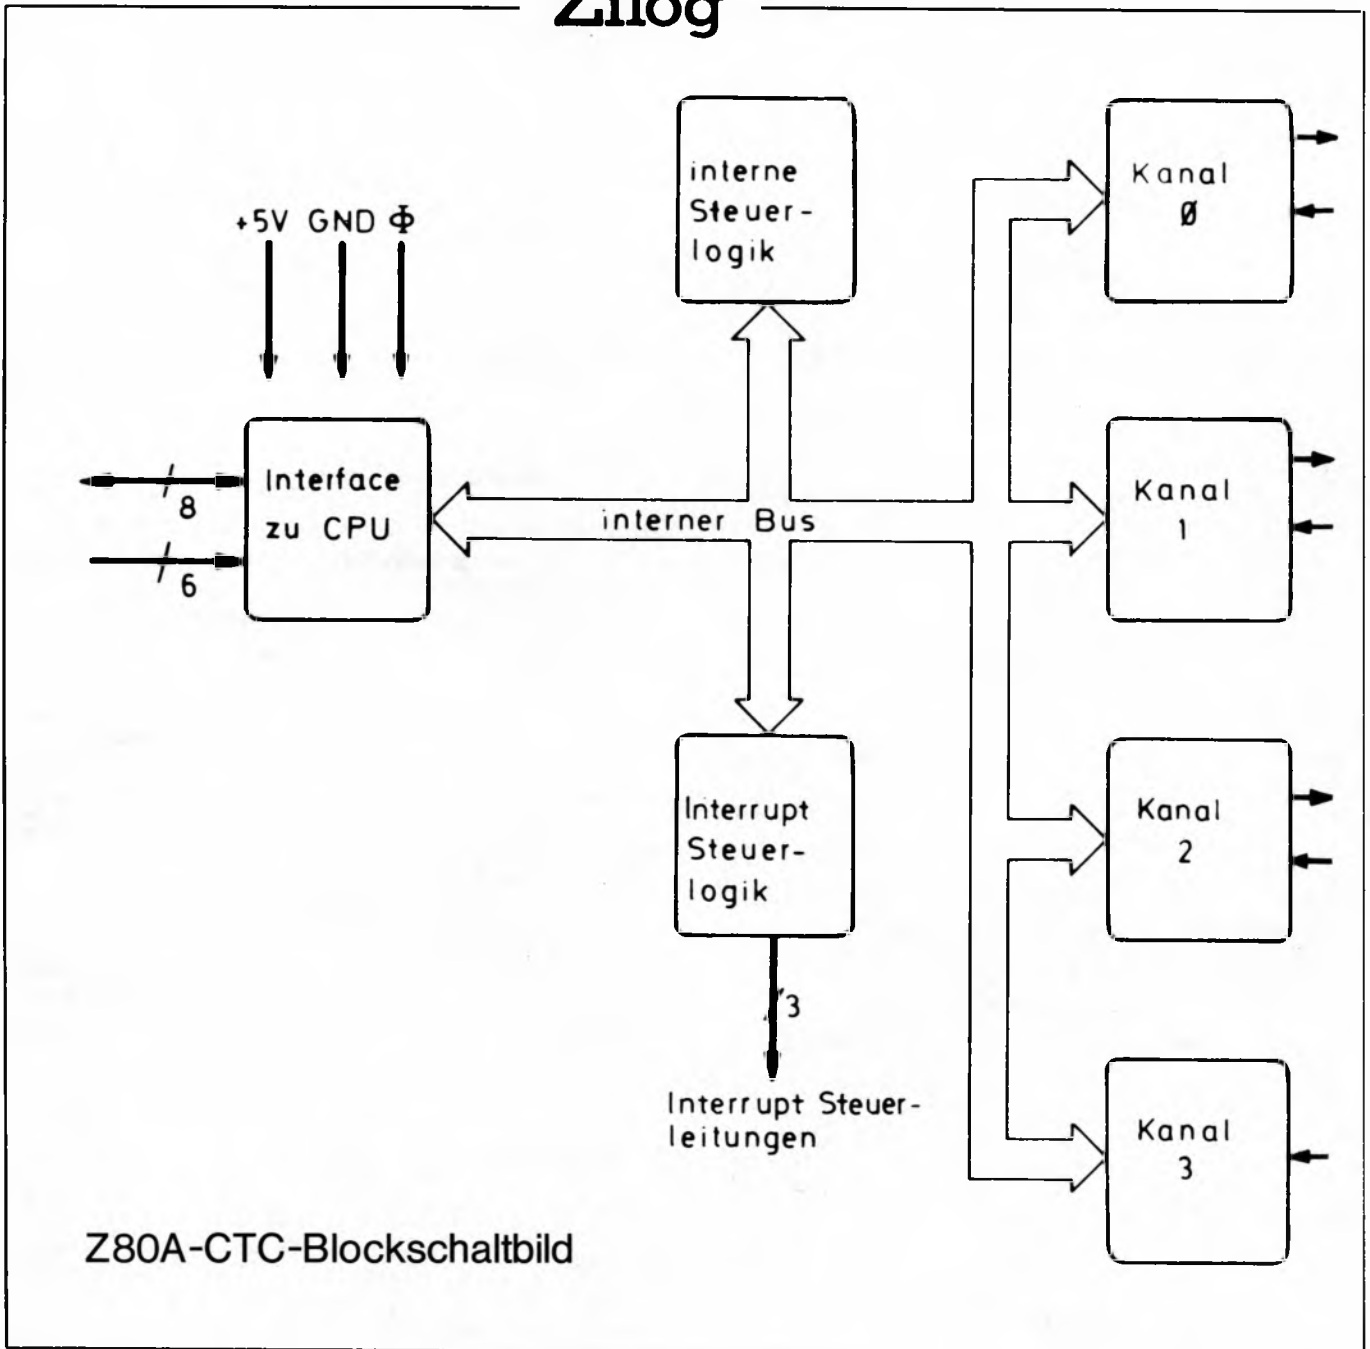 Zilog
+5V GND Φ
interne
Steuer-
logik
Kanal
Ø
Interface
zu CPU
8
6
interner Bus
Kanal
1
Interrupt
Steuer-
logik
3
Interrupt Steuer-
leitungen
Kanal
2
Kanal
3
Z80A-CTC-Blockschaltbild